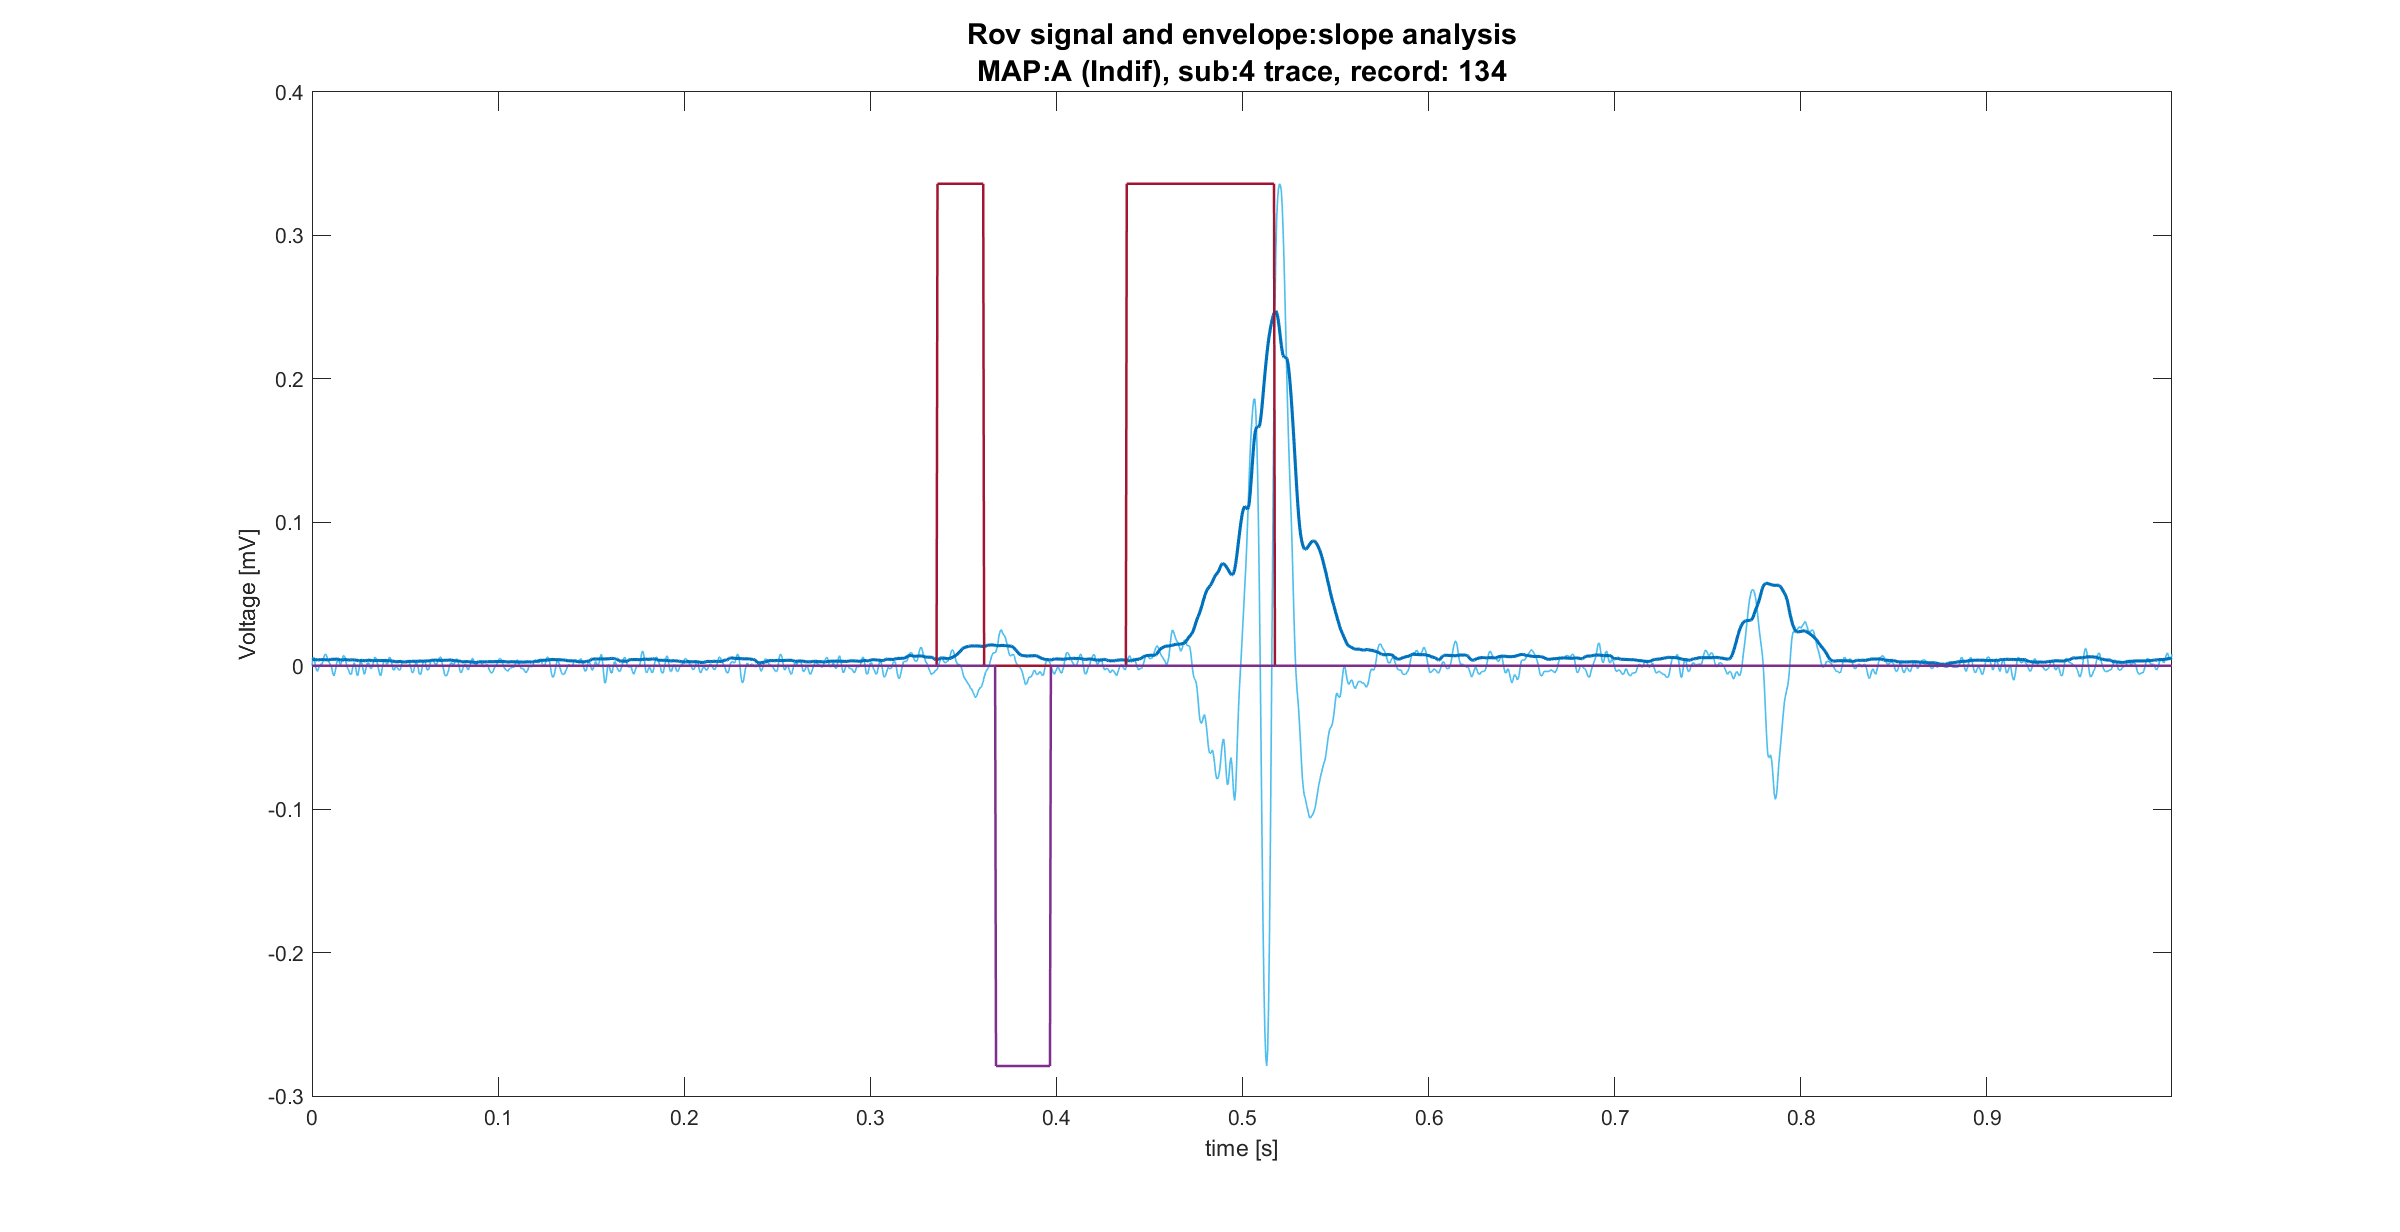 Rov signal and envelope:slope analysis
MAP:A (Indif), sub:4 trace, record: 134
0.4
0.3
0.2
0.1
0
-0.1
-0.2
-0.3
Voltage [mV]
0 0.1 0.2 0.3 0.4 0.5 0.6 0.7 0.8 0.9
time [s]